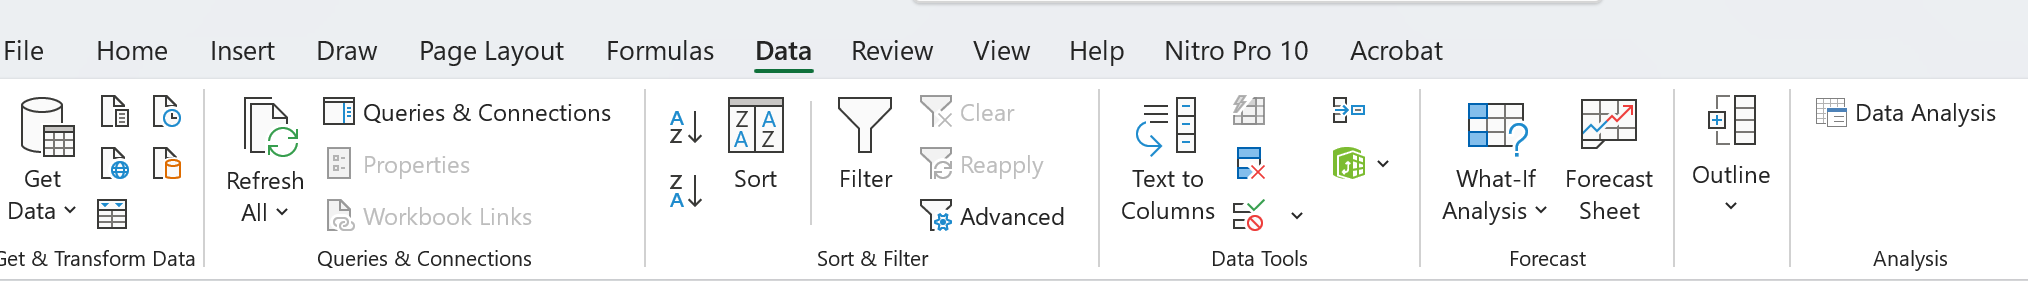 File Home Insert Draw Page Layout Formulas Data Review View Help Nitro Pro 10 Acrobat
Get
Data
Get & Transform Data
Refresh
All
Queries & Connections
Properties
Workbook Links
Queries & Connections
A
Z
Z
A
Z A
A Z
Sort
Filter
Clear
Reapply
Advanced
Sort & Filter
Text to
Columns
Data Tools
What-If
Analysis
Forecast
Sheet
Forecast
Outline
Data Analysis
Analysis